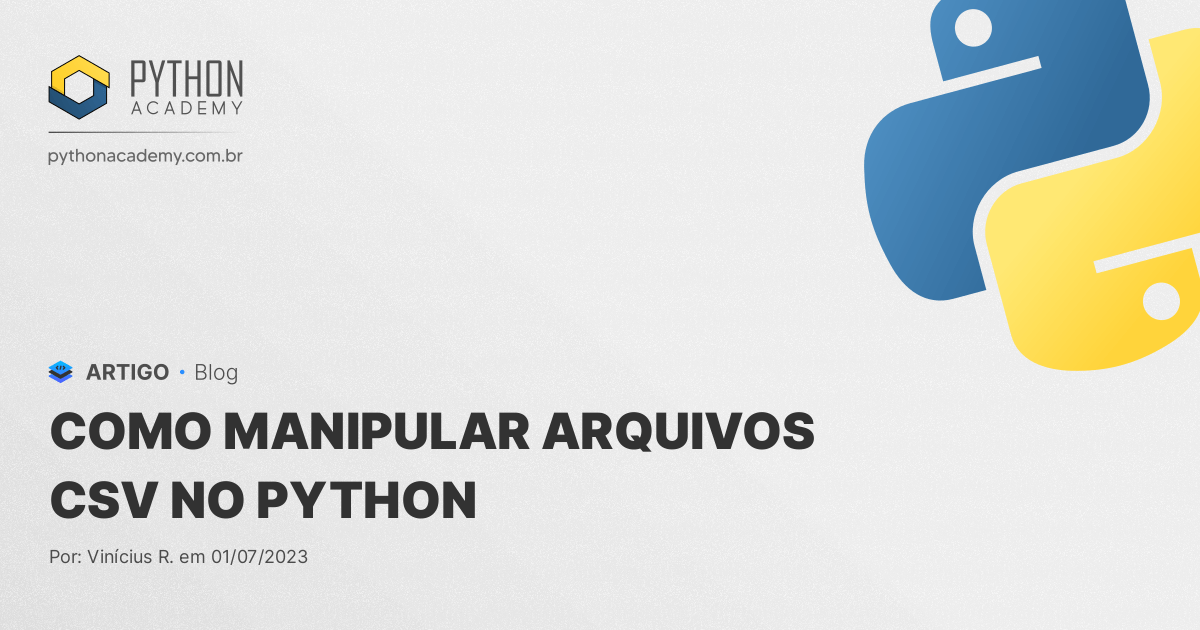 PYTHON
ACADEMY
pythonacademy.com.br
ARTIGO • Blog
COMO MANIPULAR ARQUIVOS
CSV NO PYTHON
Por: Vinícius R. em 01/07/2023